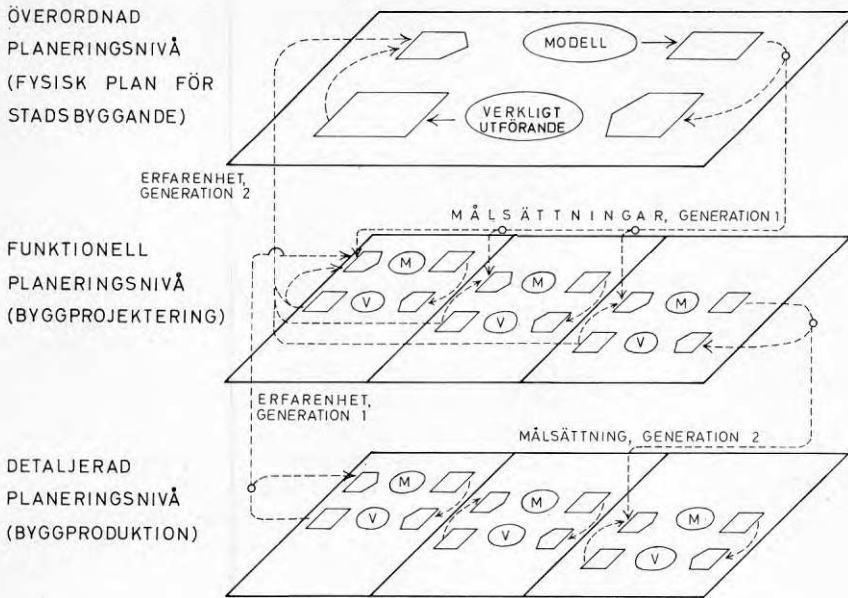 ÖVERORDNAD
PLANERINGSNIVÅ
(FYSISK PLAN FÖR
STADSBYGGANDE)
MODELL
VERKLIGT
UTFÖRANDE
ERFARENHET,
GENERATION 2
MÅLSÄTTNINGAR, GENERATION 1
FUNKTIONELL
PLANERINGSNIVÅ
(BYGGPROJEKTERING)
M
V
M
V
M
V
ERFARENHET,
GENERATION 1
MÅLSÄTTNING, GENERATION 2
DETALJERAD
PLANERINGSNIVÅ
(BYGGPRODUKTION)
M
V
M
V
M
V